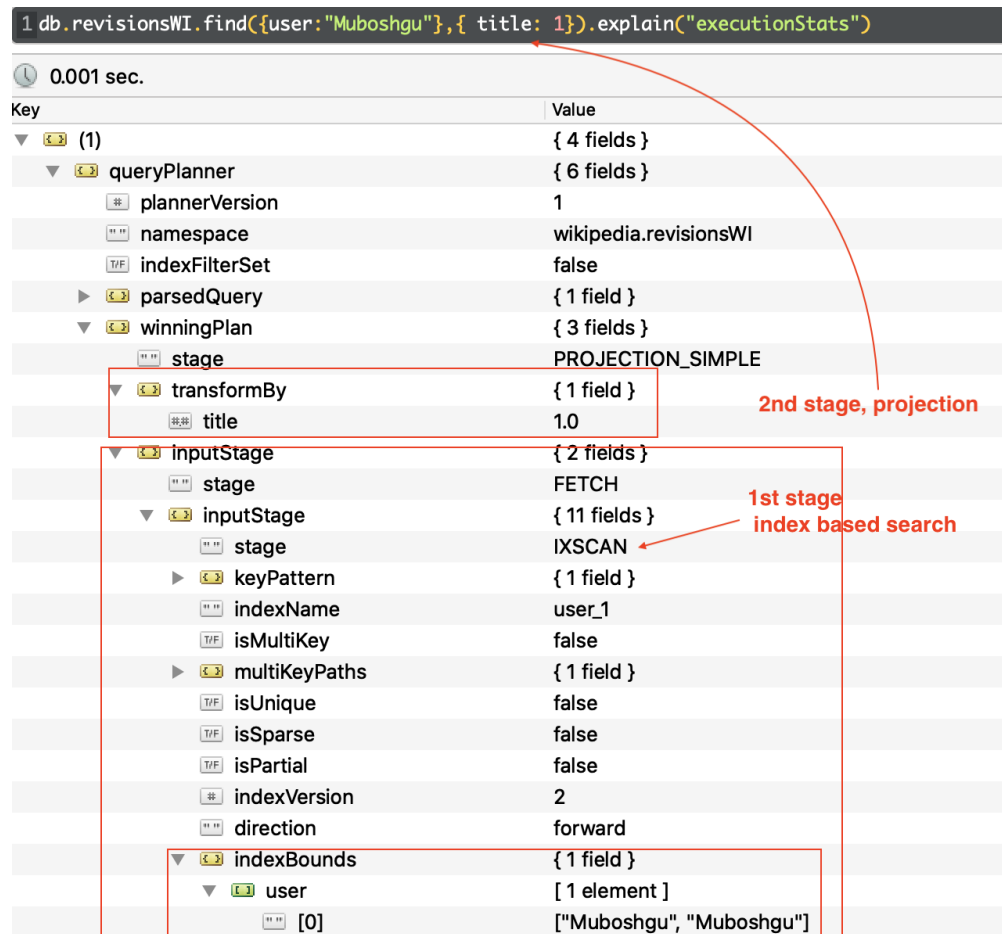 1 db.revisionsWI.find({user:"Muboshgu"},{ title: 1}).explain("executionStats")
0.001 sec.
Key Value
{ } (1) { 4 fields }
{ } queryPlanner { 6 fields }
# plannerVersion 1
" " namespace wikipedia.revisionsWI
T/F indexFilterSet false
{ } parsedQuery { 1 field }
{ } winningPlan { 3 fields }
" " stage PROJECTION_SIMPLE
{ } transformBy { 1 field }
2nd stage, projection
#.# title 1.0
{ } inputStage { 2 fields }
" " stage FETCH
1st stage
{ } inputStage { 11 fields }
index based search
" " stage IXSCAN
{ } keyPattern { 1 field }
" " indexName user_1
T/F isMultiKey false
{ } multiKeyPaths { 1 field }
T/F isUnique false
T/F isSparse false
T/F isPartial false
# indexVersion 2
" " direction forward
{ } indexBounds { 1 field }
[ ] user [ 1 element ]
" " [0] ["Muboshgu", "Muboshgu"]